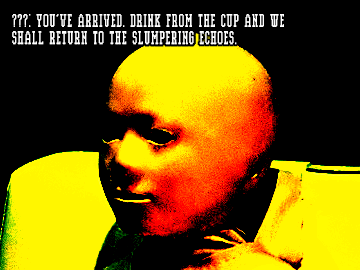 ???: YOU'VE ARRIVED. DRINK FROM THE CUP AND WE
SHALL RETURN TO THE SLUMPERING ECHOES.